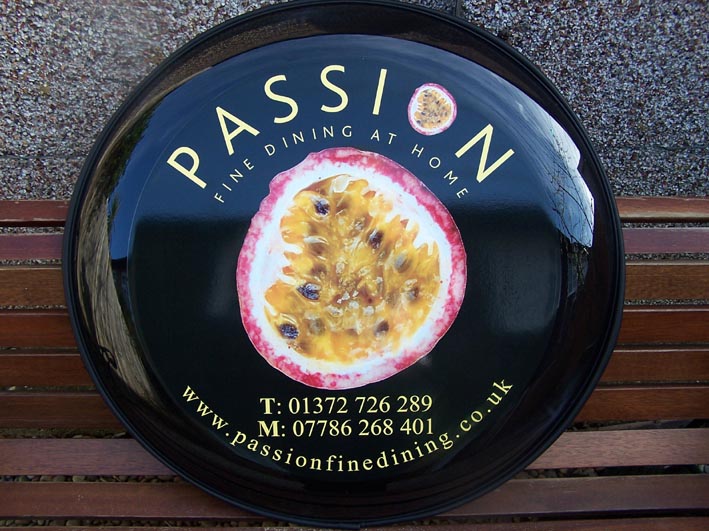 PASSION
FINE DINING AT HOME
T: 01372 726 289
M: 07786 268 401
www.passionfinedining.co.uk